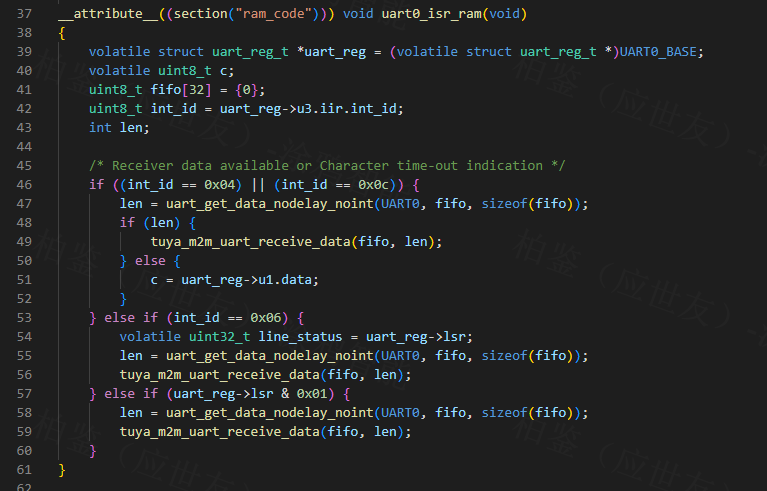 37 __attribute__((section("ram_code"))) void uart0_isr_ram(void)
38 {
39     volatile struct uart_reg_t *uart_reg = (volatile struct uart_reg_t *)UART0_BASE;
40     volatile uint8_t c;
41     uint8_t fifo[32] = {0};
42     uint8_t int_id = uart_reg->u3.iir.int_id;
43     int len;
44
45     /* Receiver data available or Character time-out indication */
46     if ((int_id == 0x04) || (int_id == 0x0c)) {
47         len = uart_get_data_nodelay_noint(UART0, fifo, sizeof(fifo));
48         if (len) {
49             tuya_m2m_uart_receive_data(fifo, len);
50         } else {
51             c = uart_reg->u1.data;
52         }
53     } else if (int_id == 0x06) {
54         volatile uint32_t line_status = uart_reg->lsr;
55         len = uart_get_data_nodelay_noint(UART0, fifo, sizeof(fifo));
56         tuya_m2m_uart_receive_data(fifo, len);
57     } else if (uart_reg->lsr & 0x01) {
58         len = uart_get_data_nodelay_noint(UART0, fifo, sizeof(fifo));
59         tuya_m2m_uart_receive_data(fifo, len);
60     }
61 }
62
柏鉴（应世友）